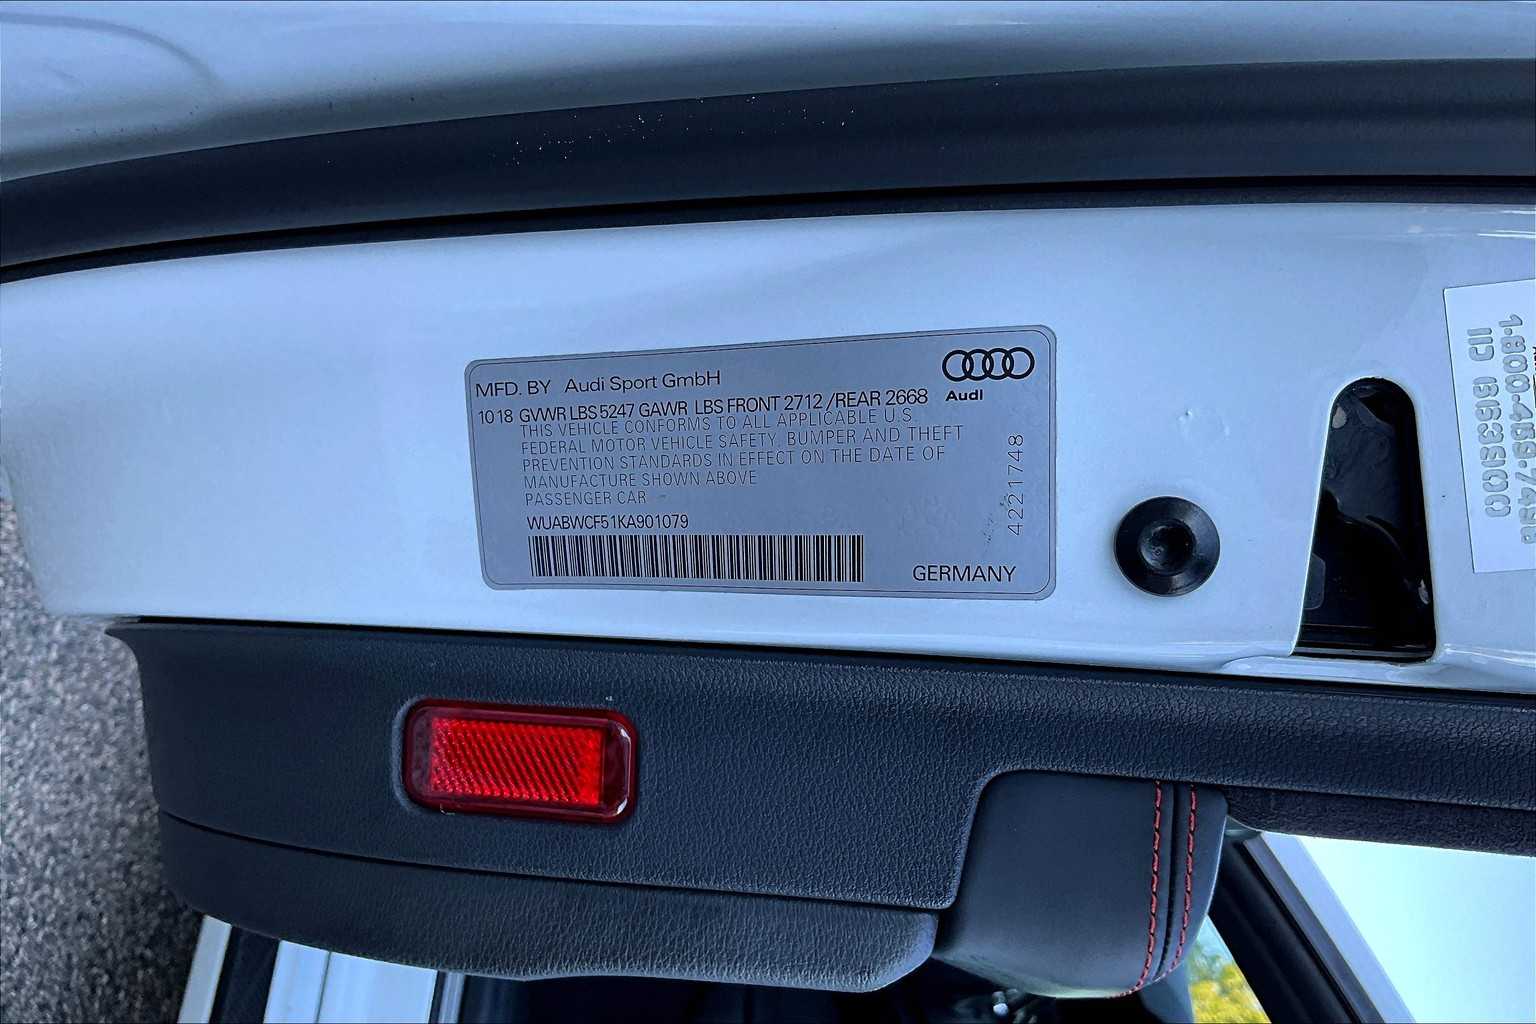 MFD. BY Audi Sport GmbH
Audi
10 18 GVWR LBS 5247 GAWR LBS FRONT 2712 /REAR 2668
THIS VEHICLE CONFORMS TO ALL APPLICABLE U.S.
FEDERAL MOTOR VEHICLE SAFETY, BUMPER AND THEFT
PREVENTION STANDARDS IN EFFECT ON THE DATE OF
MANUFACTURE SHOWN ABOVE
PASSENGER CAR
WUABWCF51KA901079
4221748
GERMANY